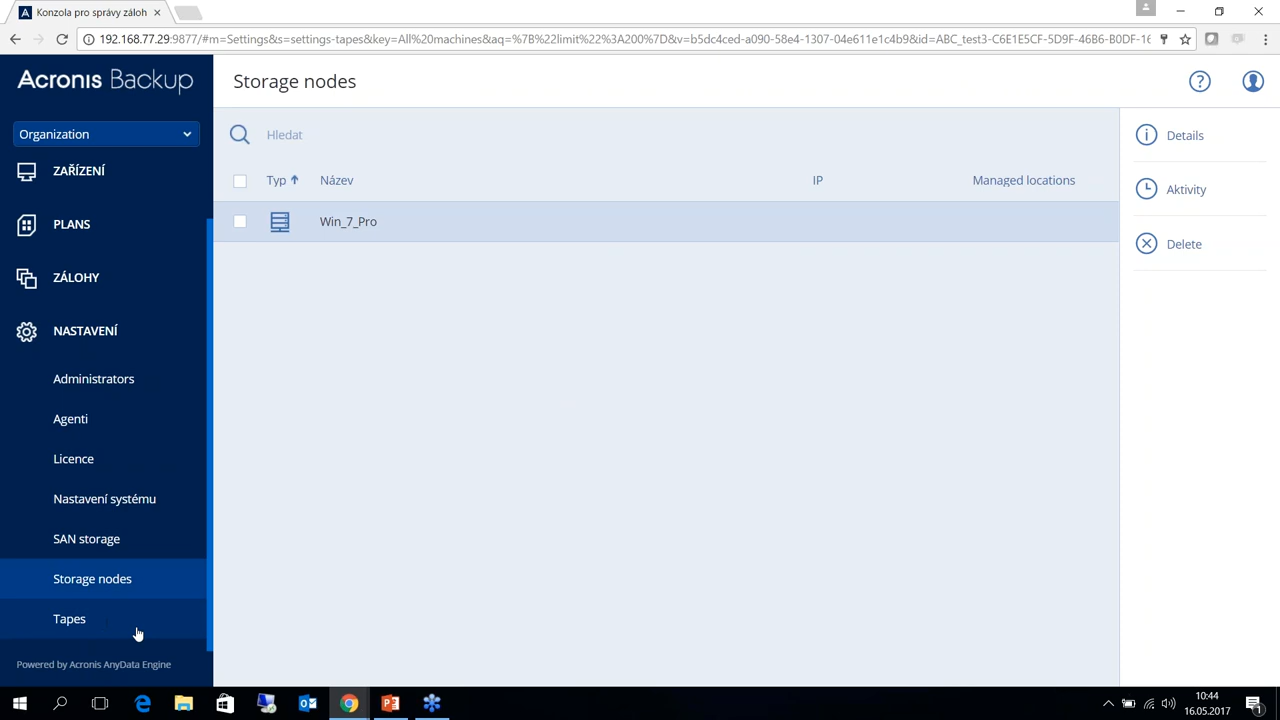 Konzola pro správy záloh
192.168.77.29:9877/#m=Settings&s=settings-tapes&key=All%20machines&aq=%7B%22limit%22%3A200%7D&v=b5dc4ced-a090-58e4-1307-04e611e1c4b9&id=ABC_test3-C6E1E5CF-5D9F-46B6-B0DF-16
Acronis Backup
Storage nodes
Organization
Hledat
ZAŘÍZENÍ
Details
Typ
Název
IP
Managed locations
Aktivity
PLANS
Win_7_Pro
Delete
ZÁLOHY
NASTAVENÍ
Administrators
Agenti
Licence
Nastavení systému
SAN storage
Storage nodes
Tapes
Powered by Acronis AnyData Engine
10:44
16.05.2017